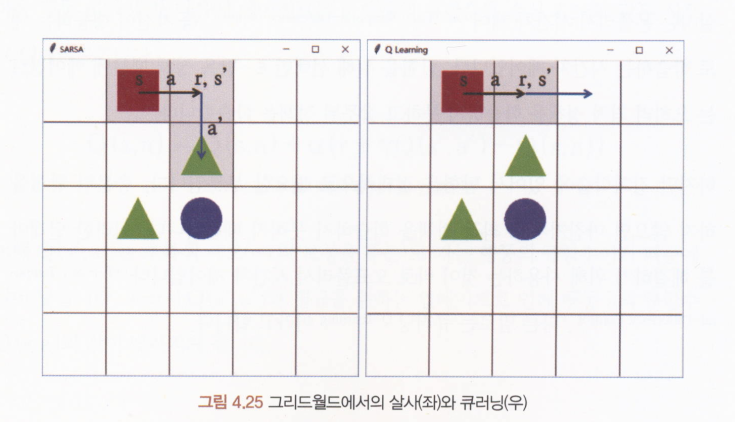 SARSA
s a r, s'
a'
Q Learning
s a r, s'
그림 4.25 그리드월드에서의 살사(좌)와 큐러닝(우)